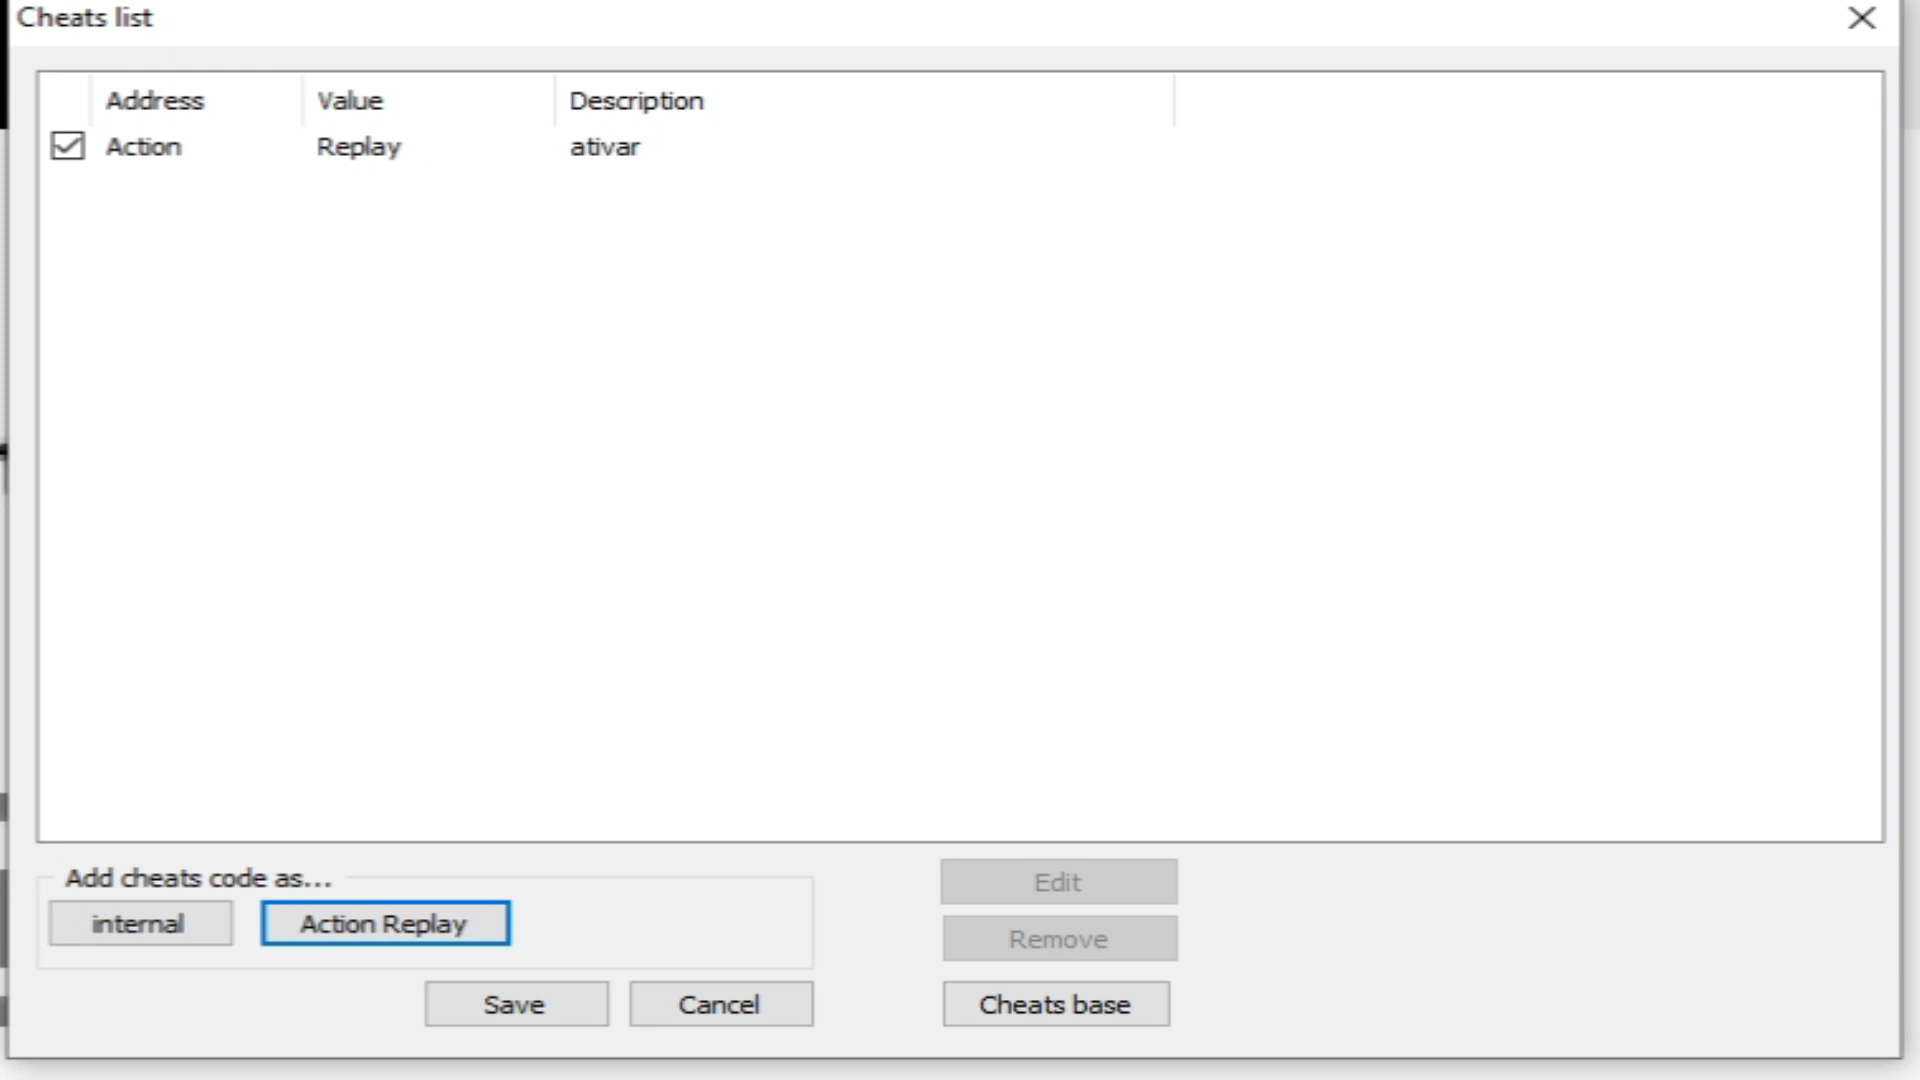 Cheats list
Address Value Description
Action Replay ativar
Add cheats code as...
internal Action Replay
Edit
Remove
Save Cancel Cheats base